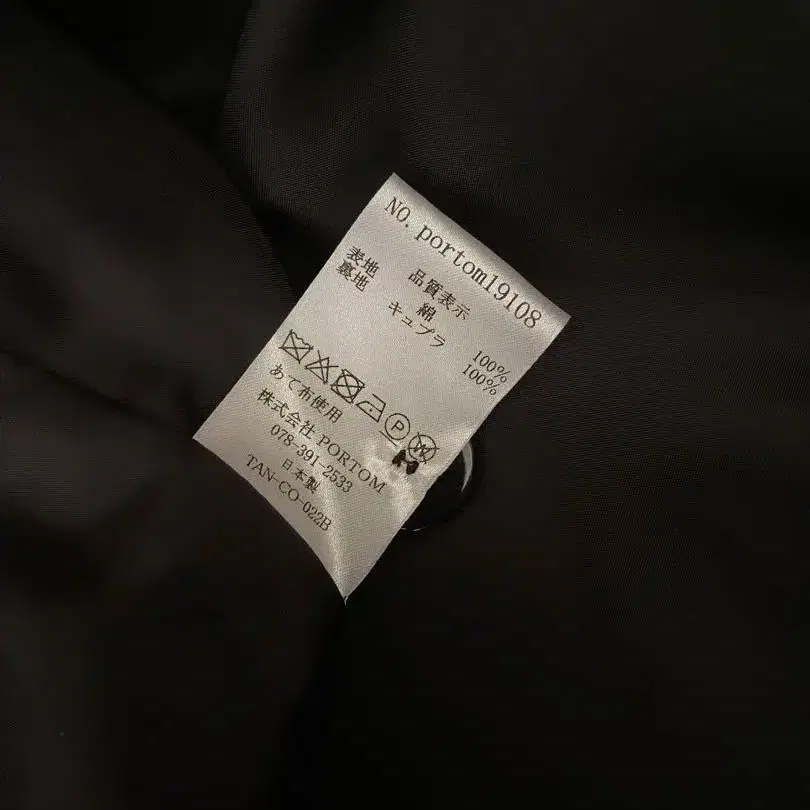 NO. portom19108
品質表示
表地 綿 100%
裏地 キュプラ 100%
P W
あて布使用
株式会社 PORTOM
078-391-2533
日本製
TAN-CO-022B